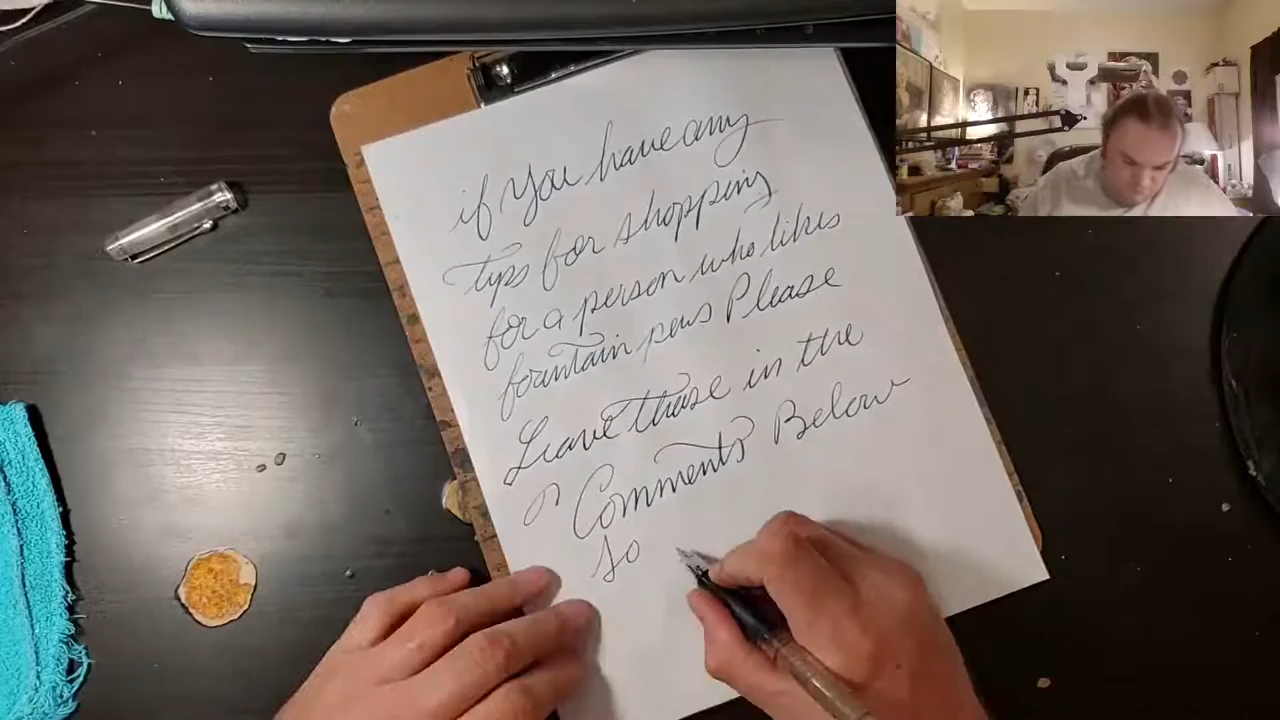 if you have any
tips for shopping
for a person who likes
fountain pens Please
Leave those in the
Comments Below
so